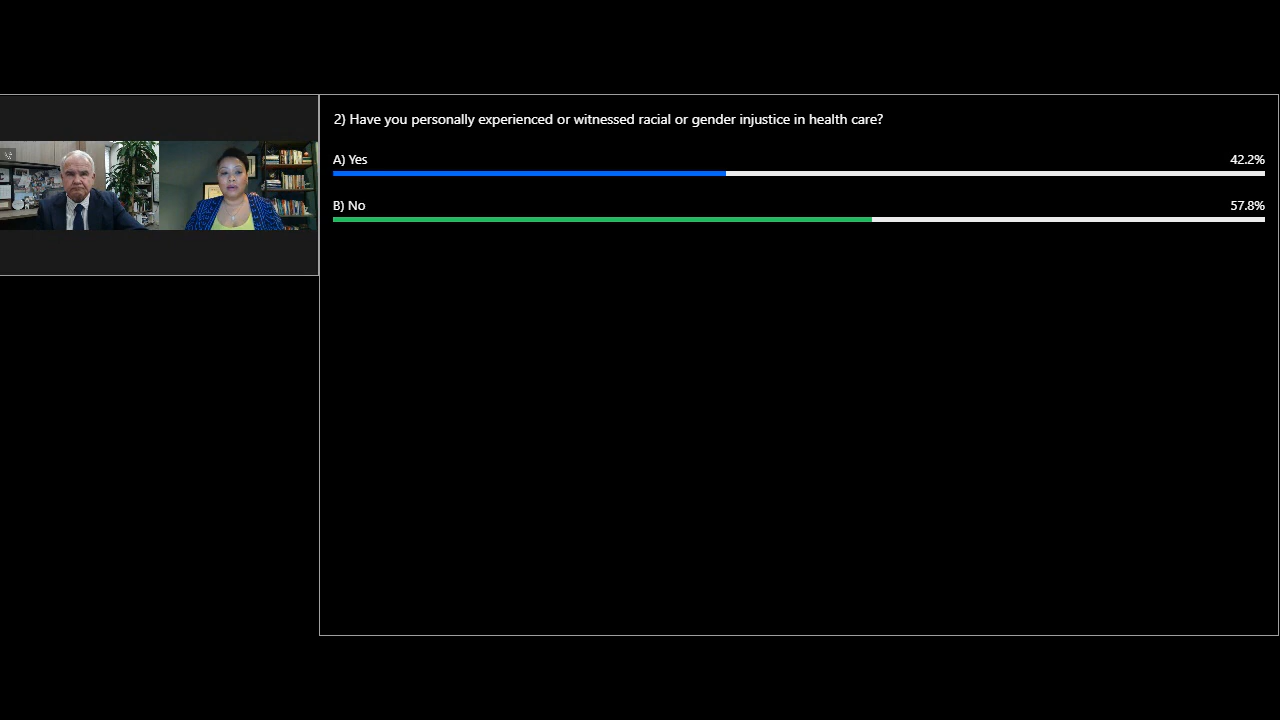 2) Have you personally experienced or witnessed racial or gender injustice in health care?
A) Yes 42.2%
B) No 57.8%